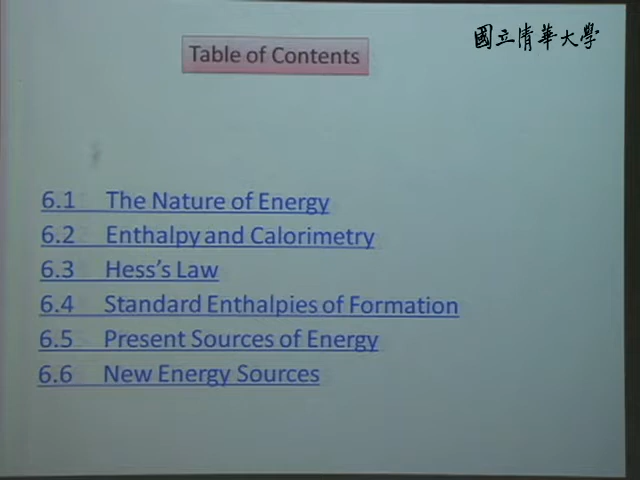 國立清華大學
Table of Contents
6.1 The Nature of Energy
6.2 Enthalpy and Calorimetry
6.3 Hess's Law
6.4 Standard Enthalpies of Formation
6.5 Present Sources of Energy
6.6 New Energy Sources